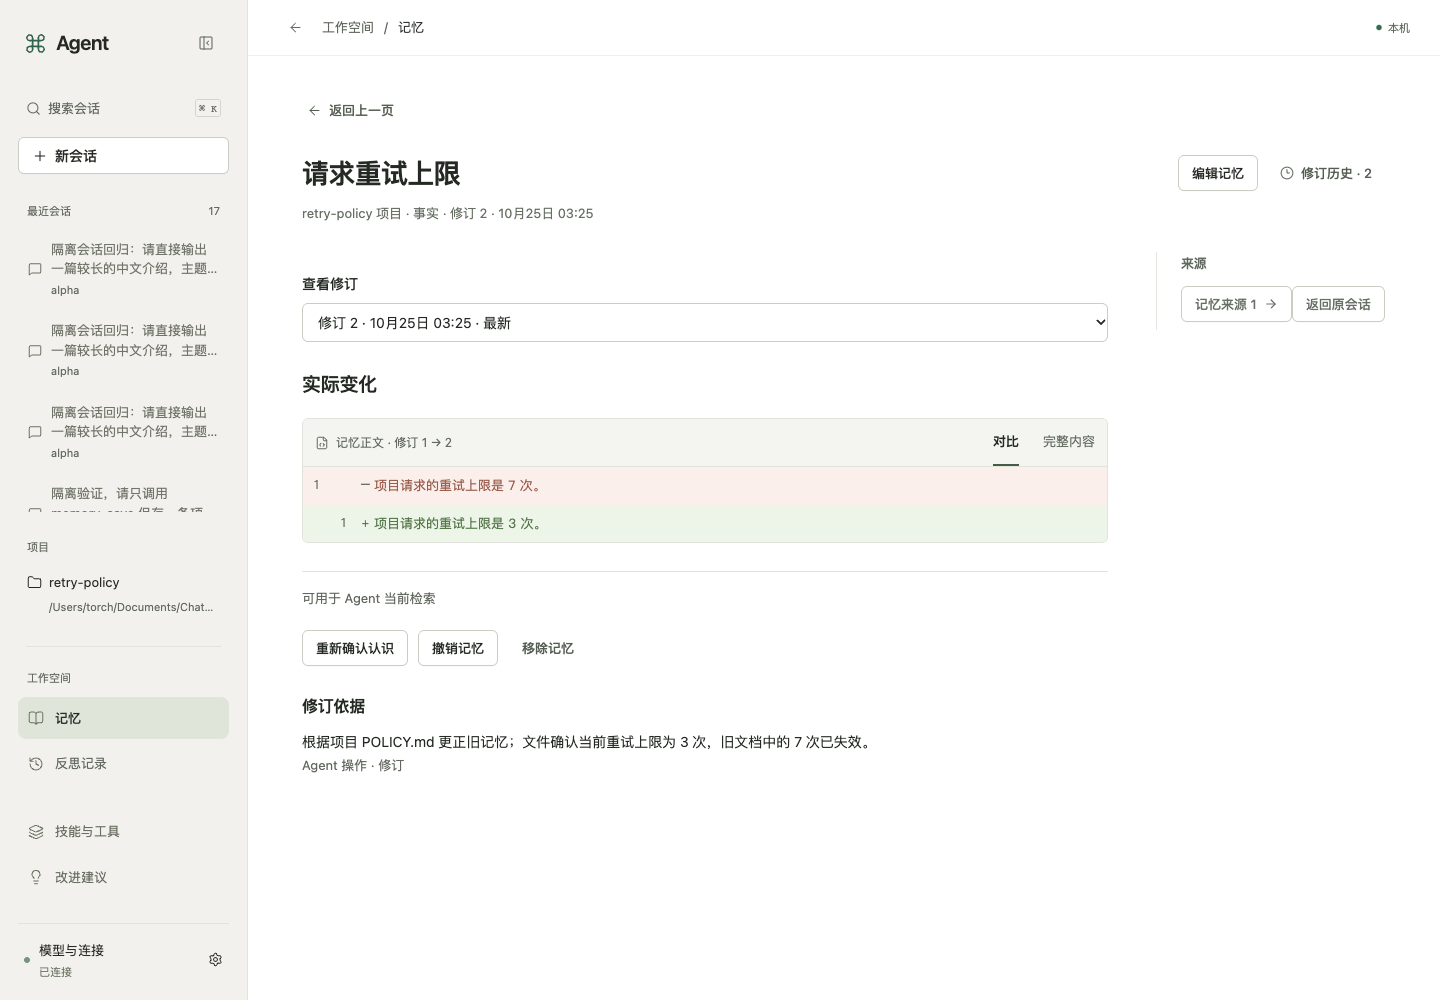 Agent
搜索会话
⌘ K
新会话
最近会话 17
隔离会话回归：请直接输出
一篇较长的中文介绍，主题...
alpha
隔离会话回归：请直接输出
一篇较长的中文介绍，主题...
alpha
隔离会话回归：请直接输出
一篇较长的中文介绍，主题...
alpha
隔离验证，请只调用
项目
retry-policy
/Users/torch/Documents/Chat...
工作空间
记忆
反思记录
技能与工具
改进建议
模型与连接
已连接
工作空间 / 记忆
本机
返回上一页
请求重试上限
编辑记忆
修订历史 · 2
retry-policy 项目 · 事实 · 修订 2 · 10月25日 03:25
查看修订
修订 2 · 10月25日 03:25 · 最新
实际变化
记忆正文 · 修订 1 → 2
对比
完整内容
1 − 项目请求的重试上限是 7 次。
1 + 项目请求的重试上限是 3 次。
可用于 Agent 当前检索
重新确认认识
撤销记忆
移除记忆
修订依据
根据项目 POLICY.md 更正旧记忆；文件确认当前重试上限为 3 次，旧文档中的 7 次已失效。
Agent 操作 · 修订
来源
记忆来源 1 →
返回原会话